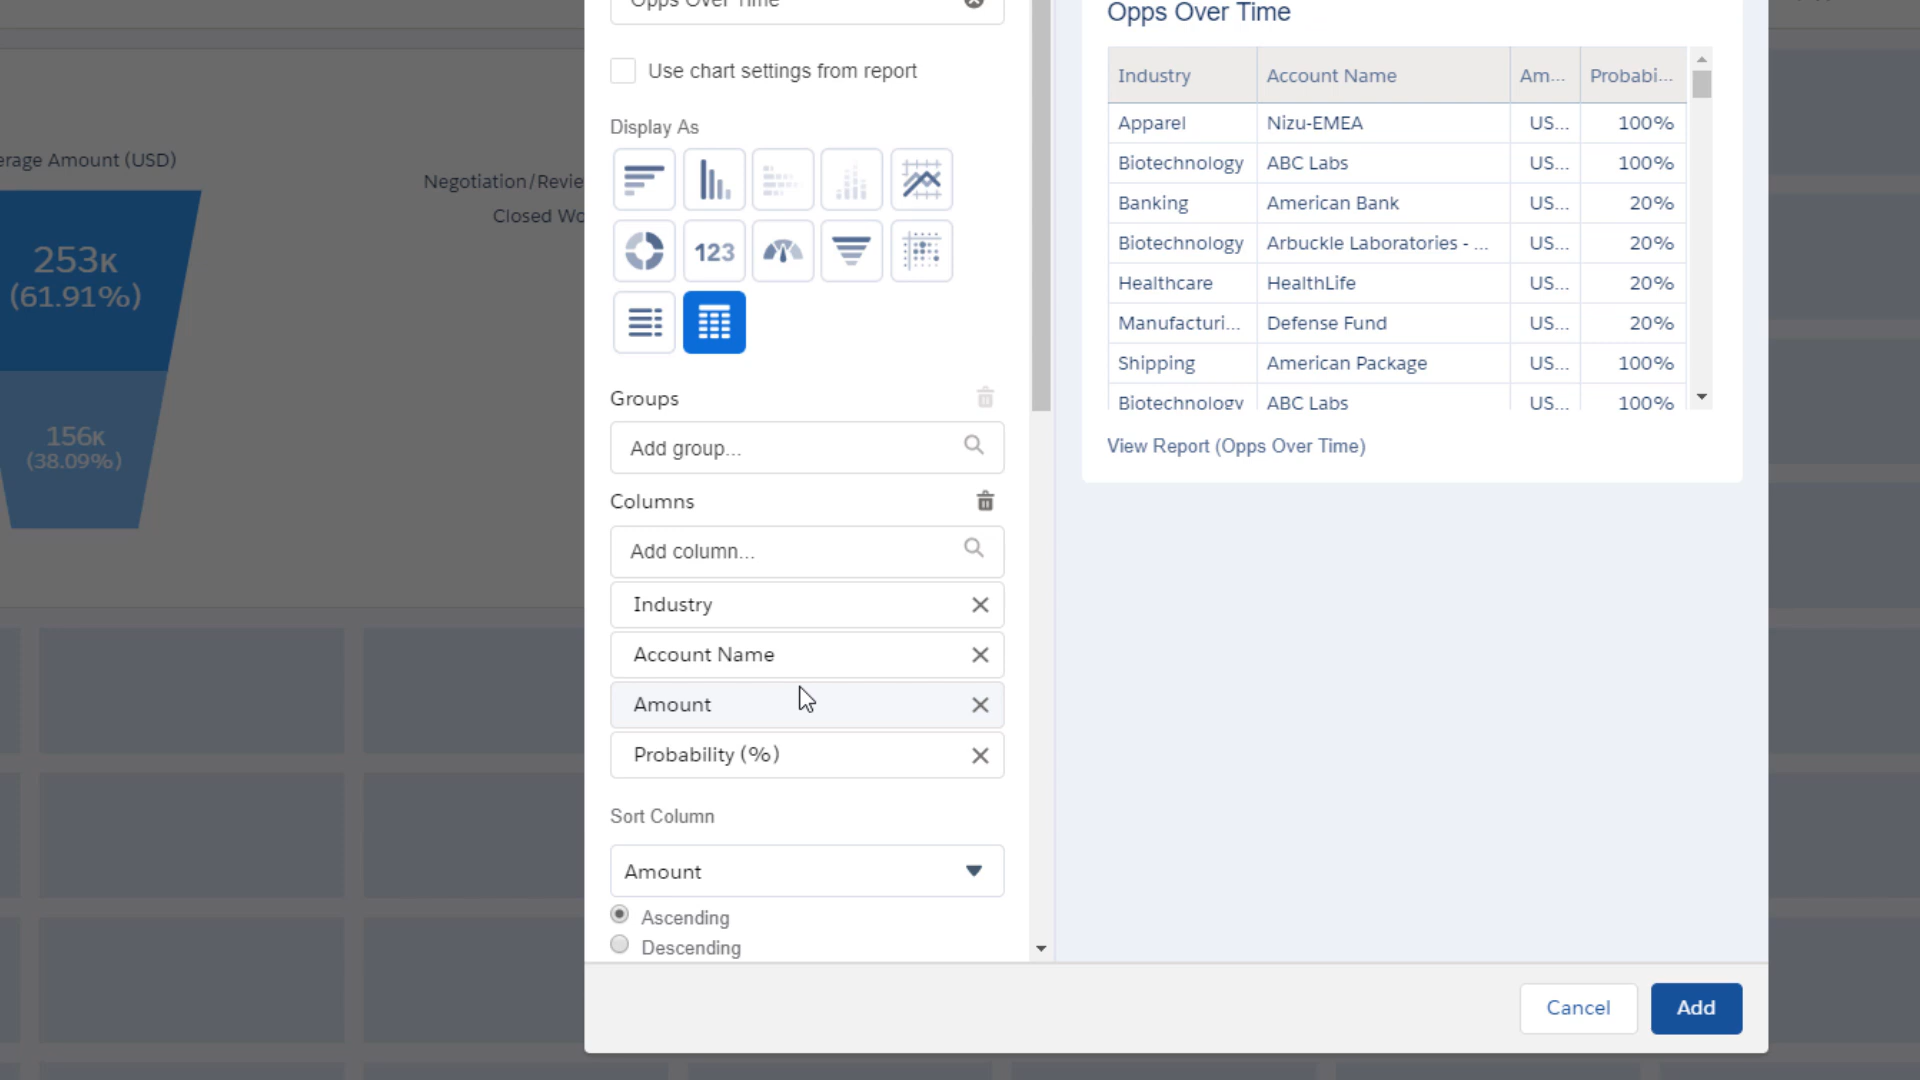 Opps Over Time
Use chart settings from report
Display As
123
Groups
Add group...
Columns
Add column...
Industry
Account Name
Amount
Probability (%)
Sort Column
Amount
Ascending
Descending
Opps Over Time
Industry Account Name Am... Probabi...
Apparel Nizu-EMEA US... 100%
Biotechnology ABC Labs US... 100%
Banking American Bank US... 20%
Biotechnology Arbuckle Laboratories - ... US... 20%
Healthcare HealthLife US... 20%
Manufacturi... Defense Fund US... 20%
Shipping American Package US... 100%
Biotechnology ABC Labs US... 100%
View Report (Opps Over Time)
Cancel Add
erage Amount (USD)
253K
(61.91%)
156K
(38.09%)
Negotiation/Revie
Closed Wo